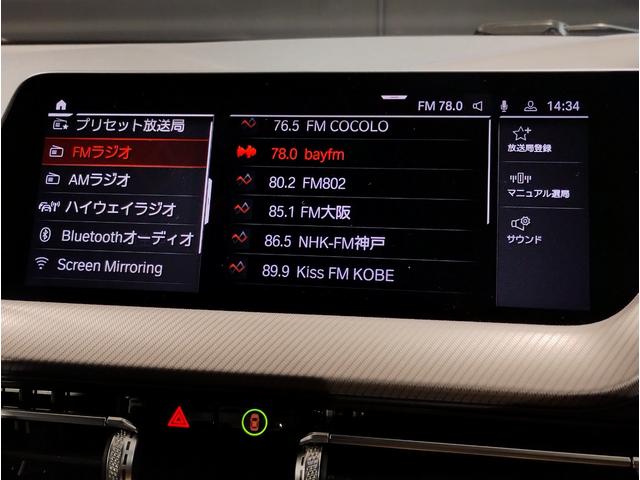 FM 78.0 14:34
プリセット放送局
FMラジオ
AMラジオ
ハイウェイラジオ
Bluetoothオーディオ
Screen Mirroring
76.5 FM COCOLO
78.0 bayfm
80.2 FM802
85.1 FM大阪
86.5 NHK-FM神戸
89.9 Kiss FM KOBE
放送局登録
マニュアル選局
サウンド